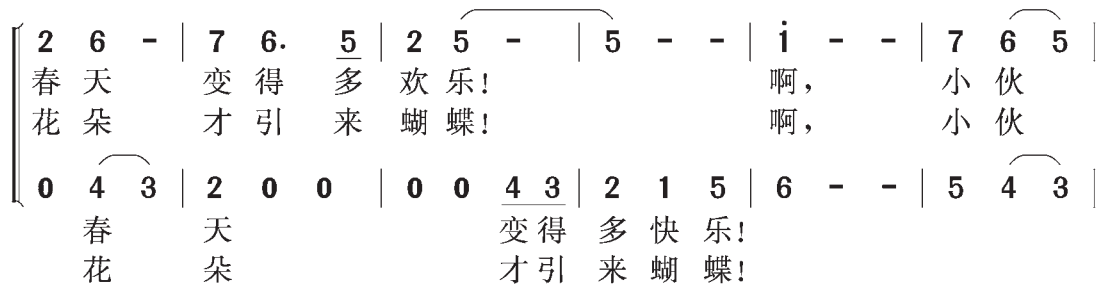 2 6 - | 7 6. 5 | 2 5 - | 5 - - | i - - | 7 6 5 |
春天 变得多 欢乐! 啊, 小伙
花朵 才引来 蝴蝶! 啊, 小伙
0 4 3 | 2 0 0 | 0 0 4 3 | 2 1 5 | 6 - - | 5 4 3 |
春 天 变得 多快乐!
花 朵 才引 来蝴蝶!